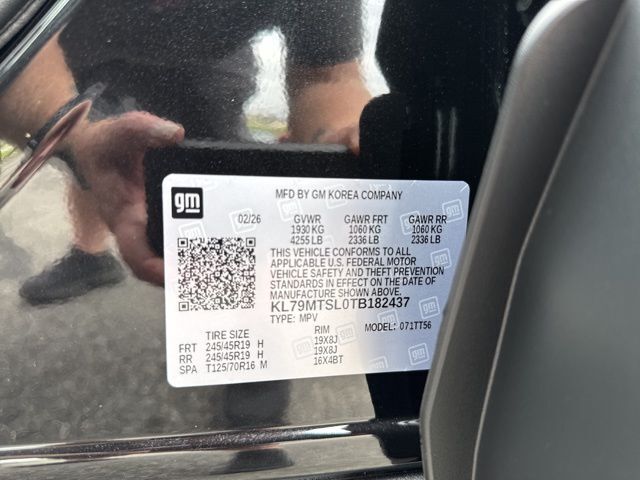 gm
MFD BY GM KOREA COMPANY
02/26 GVWR GAWR FRT GAWR RR
1930 KG 1060 KG 1060 KG
4255 LB 2336 LB 2336 LB
THIS VEHICLE CONFORMS TO ALL
APPLICABLE U.S. FEDERAL MOTOR
VEHICLE SAFETY AND THEFT PREVENTION
STANDARDS IN EFFECT ON THE DATE OF
MANUFACTURE SHOWN ABOVE.
KL79MTSL0TB182437
TYPE: MPV MODEL: 071TT56
TIRE SIZE RIM
FRT 245/45R19 H 19X8J
RR 245/45R19 H 19X8J
SPA T125/70R16 M 16X4BT